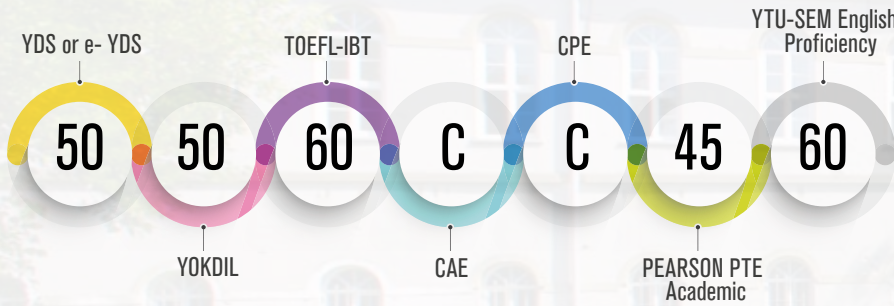 YDS or e- YDS
50
50
YOKDIL
TOEFL-IBT
60
C
CAE
CPE
C
45
PEARSON PTE
Academic
YTU-SEM English
Proficiency
60